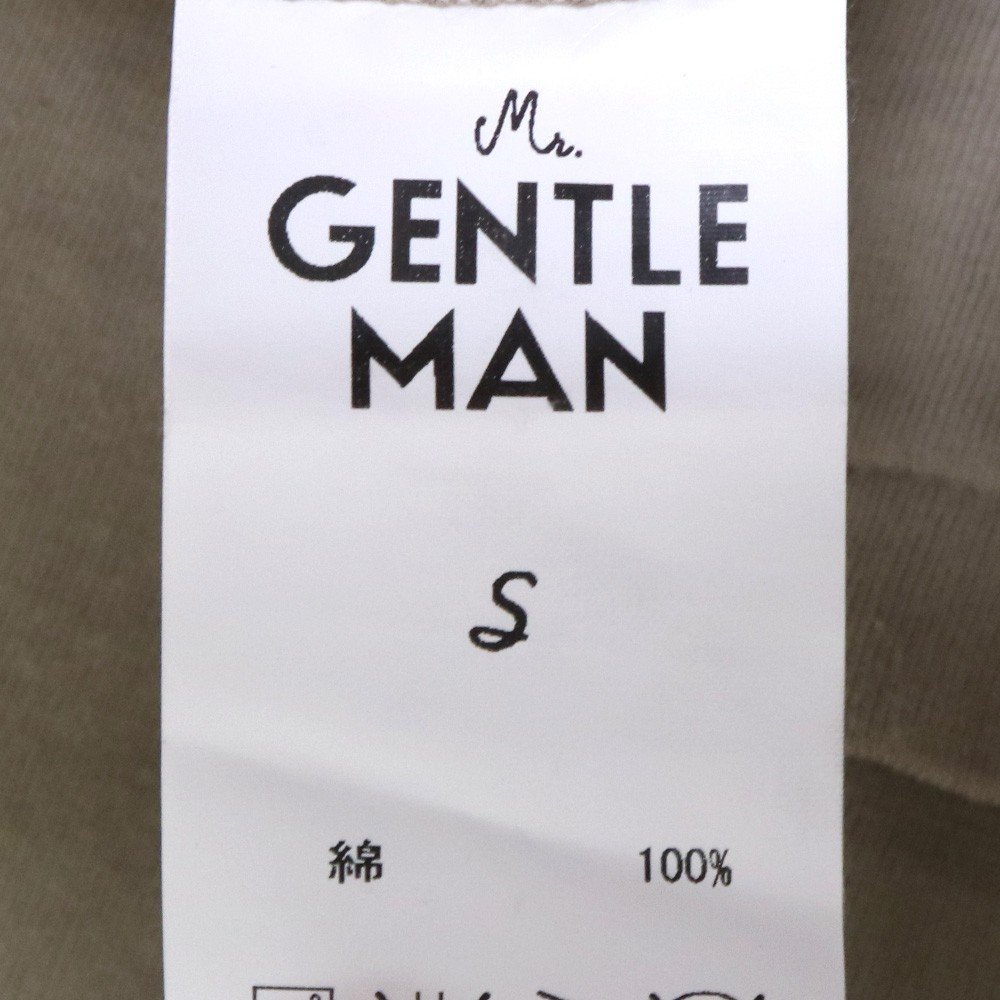 Mr.
GENTLE
MAN
S
綿 100%